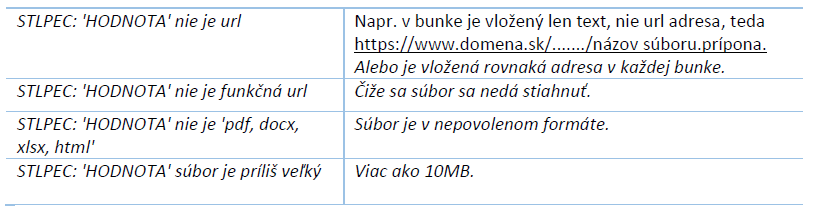 STLPEC: 'HODNOTA' nie je url
Napr. v bunke je vložený len text, nie url adresa, teda
https://www.domena.sk/......./názov súboru.prípona.
Alebo je vložená rovnaká adresa v každej bunke.
STLPEC: 'HODNOTA' nie je funkčná url
Čiže sa súbor sa nedá stiahnuť.
STLPEC: 'HODNOTA' nie je 'pdf, docx,
xlsx, html'
Súbor je v nepovolenom formáte.
STLPEC: 'HODNOTA' súbor je príliš veľký
Viac ako 10MB.